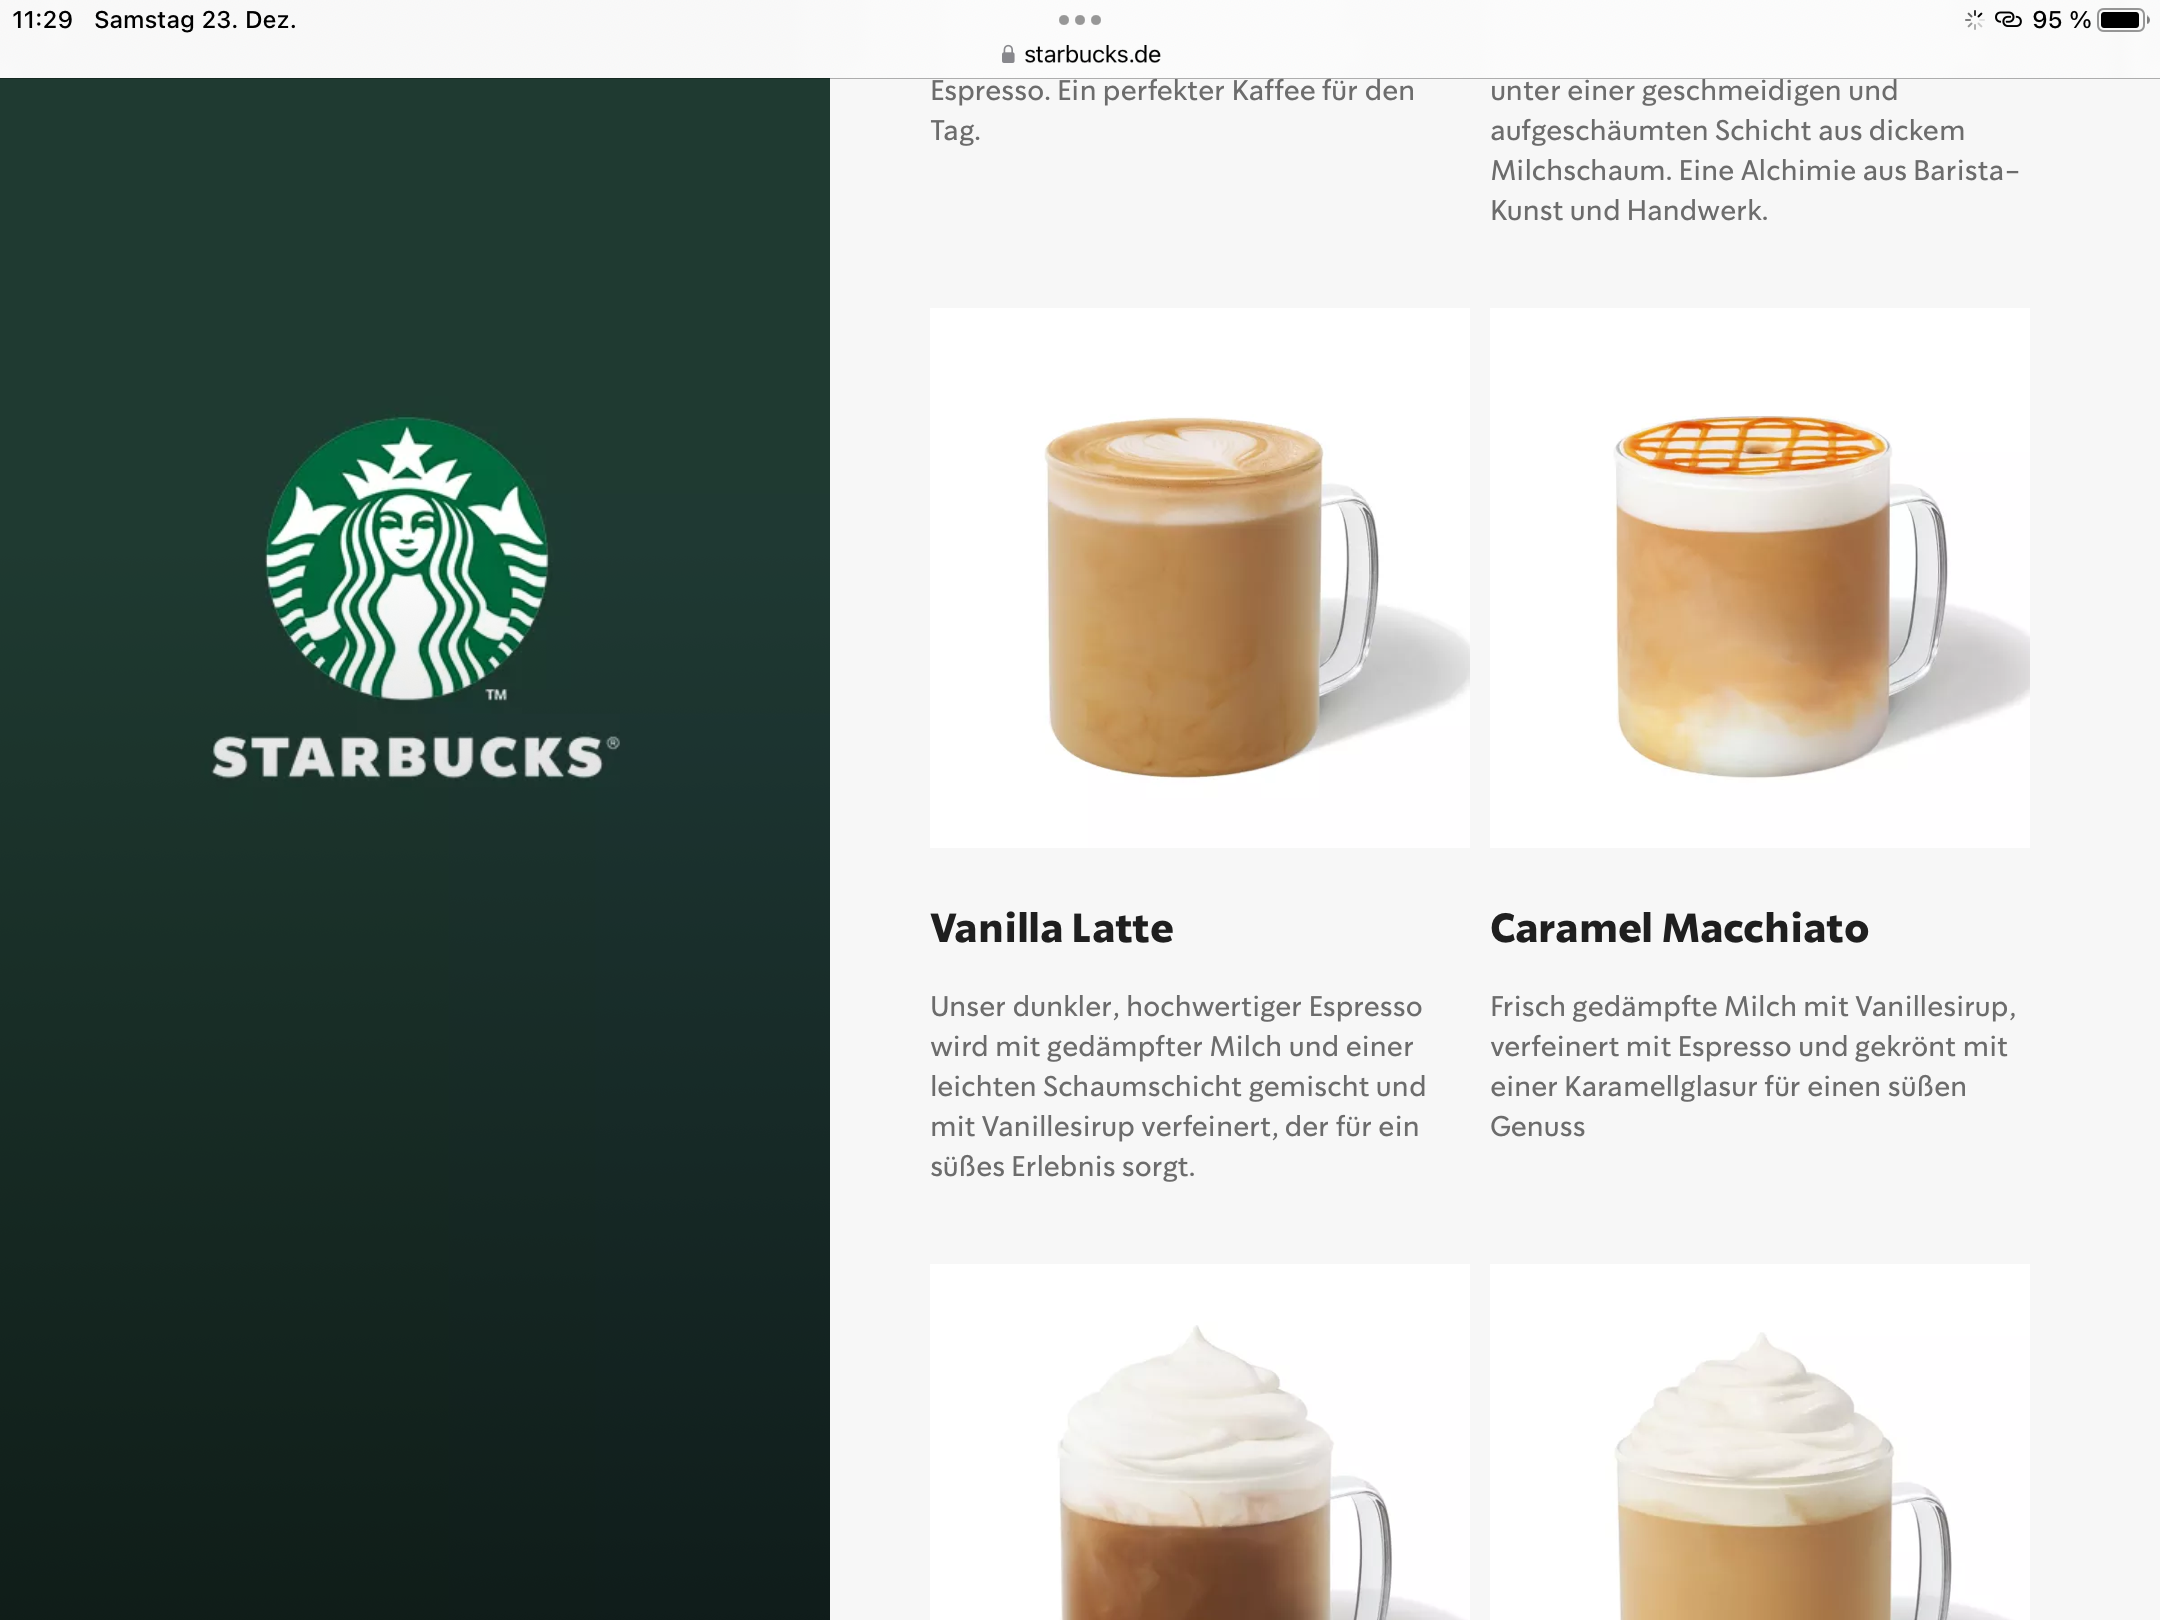 11:29 Samstag 23. Dez.
95 %
starbucks.de
Espresso. Ein perfekter Kaffee für den
Tag.
unter einer geschmeidigen und
aufgeschäumten Schicht aus dickem
Milchschaum. Eine Alchimie aus Barista-
Kunst und Handwerk.
TM
STARBUCKS®
Vanilla Latte
Unser dunkler, hochwertiger Espresso
wird mit gedämpfter Milch und einer
leichten Schaumschicht gemischt und
mit Vanillesirup verfeinert, der für ein
süßes Erlebnis sorgt.
Caramel Macchiato
Frisch gedämpfte Milch mit Vanillesirup,
verfeinert mit Espresso und gekrönt mit
einer Karamellglasur für einen süßen
Genuss